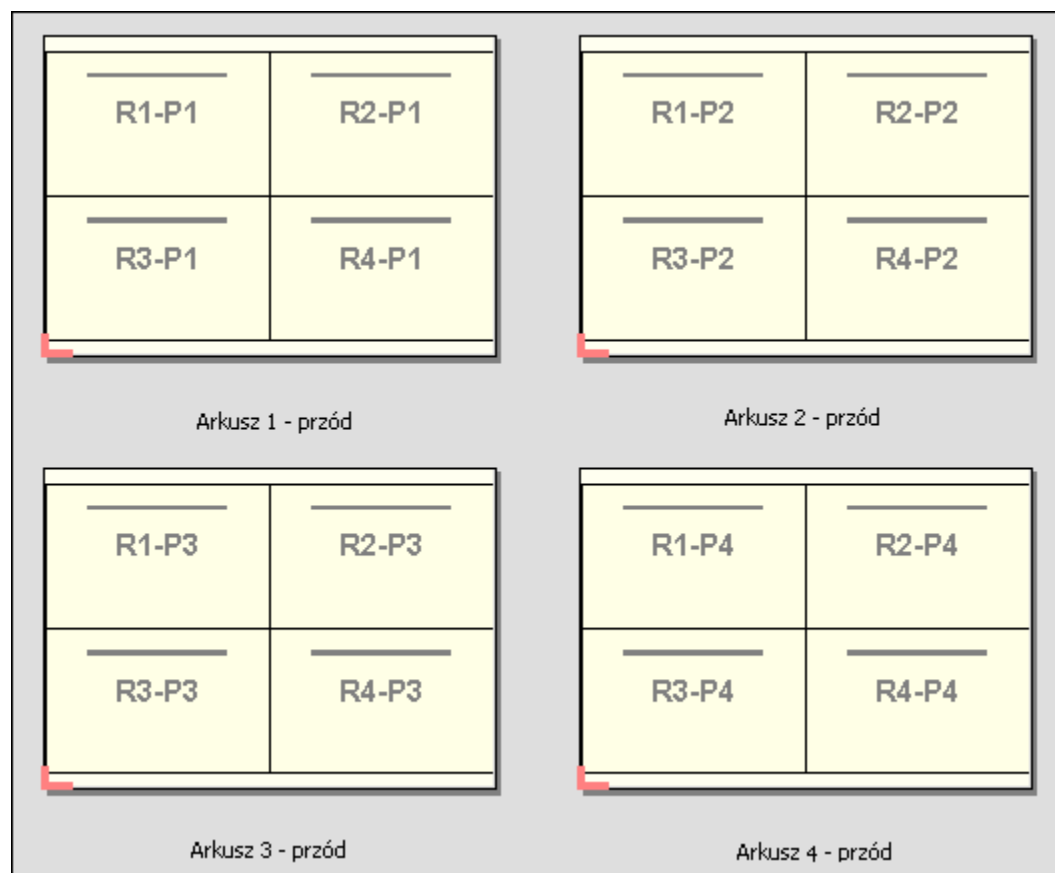 R1-P1 R2-P1
R3-P1 R4-P1
Arkusz 1 - przód
R1-P2 R2-P2
R3-P2 R4-P2
Arkusz 2 - przód
R1-P3 R2-P3
R3-P3 R4-P3
Arkusz 3 - przód
R1-P4 R2-P4
R3-P4 R4-P4
Arkusz 4 - przód